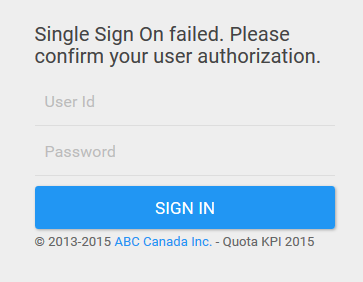 Single Sign On failed. Please
confirm your user authorization.
User Id
Password
SIGN IN
© 2013-2015 ABC Canada Inc. - Quota KPI 2015